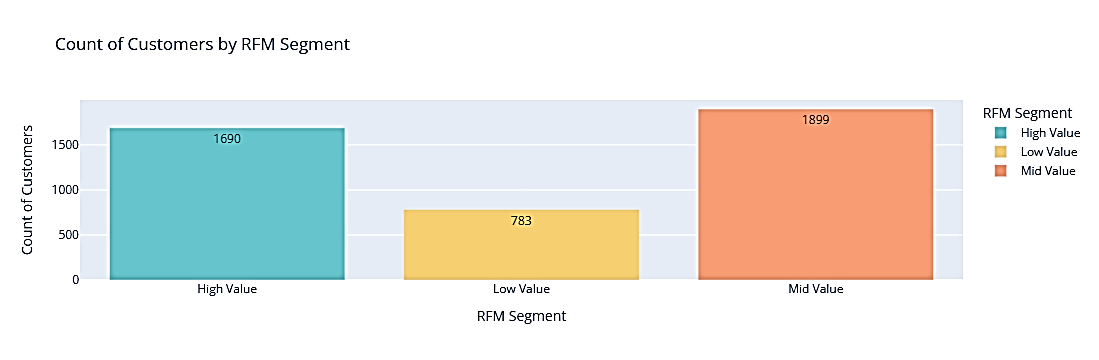 Count of Customers by RFM Segment
Count of Customers
1500
1000
500
0
1690
783
1899
High Value
Low Value
Mid Value
RFM Segment
RFM Segment
High Value
Low Value
Mid Value